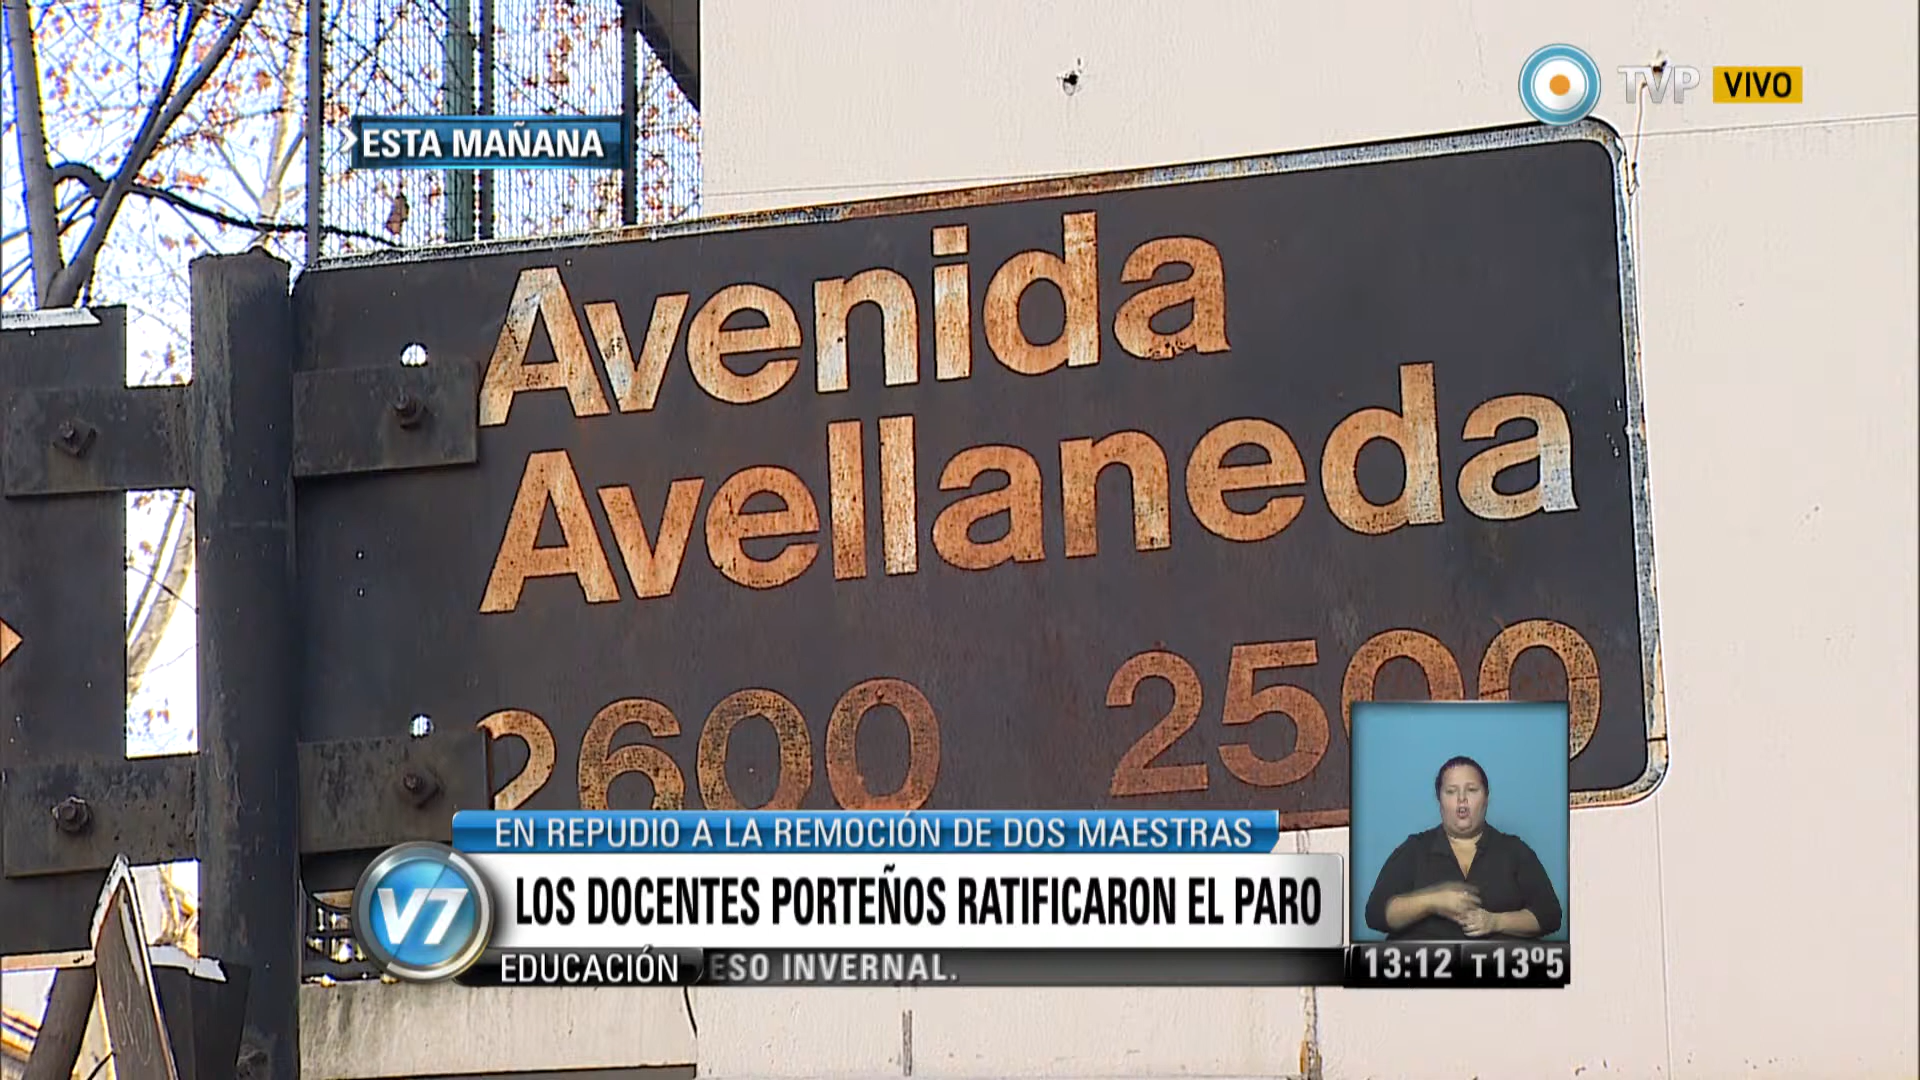 TVP VIVO
ESTA MAÑANA
Avenida
Avellaneda
2600 2500
EN REPUDIO A LA REMOCIÓN DE DOS MAESTRAS
LOS DOCENTES PORTEÑOS RATIFICARON EL PARO
V7
EDUCACIÓN ESO INVERNAL.
13:12 T13º5